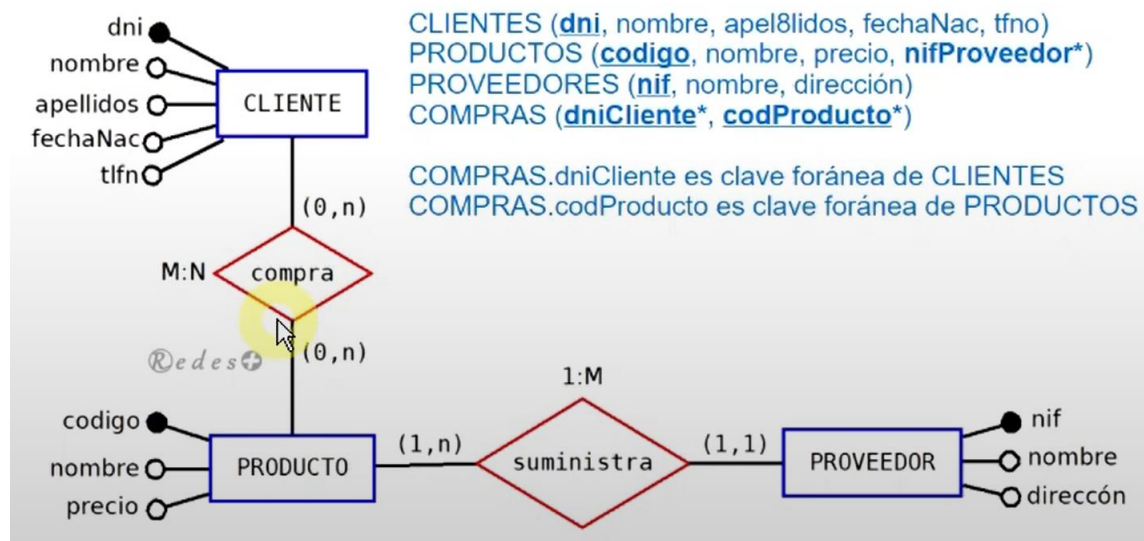 dni
nombre
apellidos
fechaNac
tlfn
CLIENTE
CLIENTES (dni, nombre, apel8lidos, fechaNac, tfno)
PRODUCTOS (codigo, nombre, precio, nifProveedor*)
PROVEEDORES (nif, nombre, dirección)
COMPRAS (dniCliente*, codProducto*)
COMPRAS.dniCliente es clave foránea de CLIENTES
COMPRAS.codProducto es clave foránea de PRODUCTOS
(0,n)
M:N
compra
(0,n)
Redes+
1:M
codigo
nombre
precio
PRODUCTO
(1,n)
suministra
(1,1)
PROVEEDOR
nif
nombre
direccón